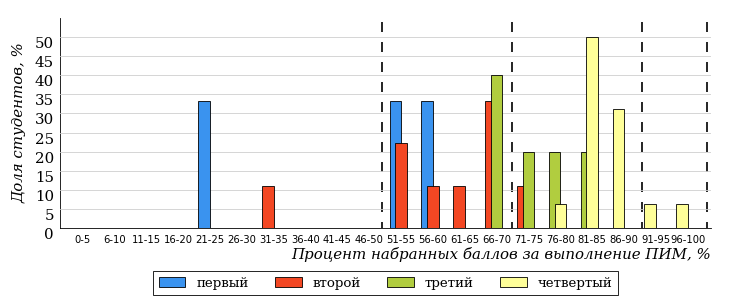 Доля студентов, %
50
45
40
35
30
25
20
15
10
5
0
0-5 6-10 11-15 16-20 21-25 26-30 31-35 36-40 41-45 46-50 51-55 56-60 61-65 66-70 71-75 76-80 81-85 86-90 91-95 96-100
Процент набранных баллов за выполнение ПИМ, %
первый второй третий четвертый